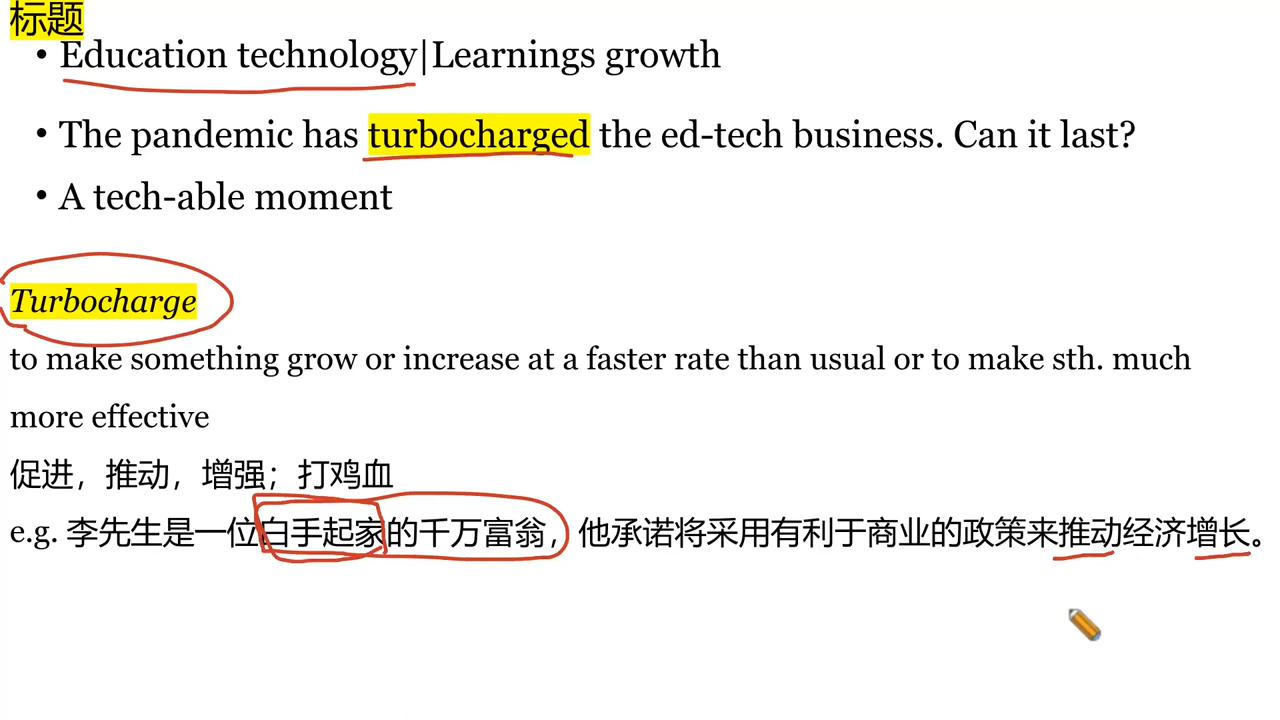 标题
• Education technology|Learnings growth
• The pandemic has turbocharged the ed-tech business. Can it last?
• A tech-able moment
Turbocharge
to make something grow or increase at a faster rate than usual or to make sth. much
more effective
促进，推动，增强；打鸡血
e.g. 李先生是一位白手起家的千万富翁，他承诺将采用有利于商业的政策来推动经济增长。